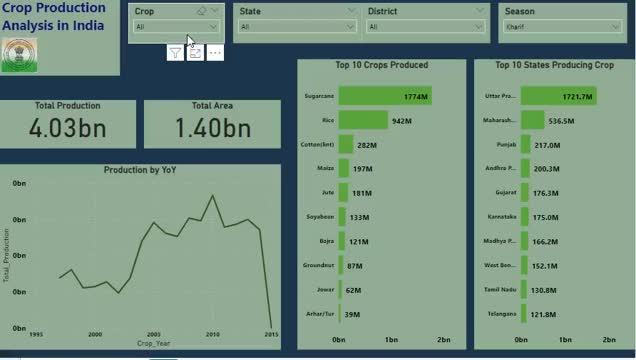 Crop Production
Analysis in India
Crop
All
State
All
District
All
Season
Kharif
Total Production
4.03bn
Total Area
1.40bn
Production by YoY
0bn
0bn
0bn
0bn
0bn
Total_Production
1995
2000
2005
2010
2015
Crop_Year
Top 10 Crops Produced
Sugarcane 1774M
Rice 942M
Cotton(lint) 282M
Maize 197M
Jute 181M
Soyabean 133M
Bajra 121M
Groundnut 87M
Jowar 62M
Arhar/Tur 39M
0bn 1bn 2bn
Top 10 States Producing Crop
Uttar Pra... 1721.7M
Maharash... 536.5M
Punjab 217.0M
Andhra P... 200.3M
Gujarat 176.3M
Karnataka 175.0M
Madhya P... 166.2M
West Ben... 152.1M
Tamil Nadu 130.8M
Telangana 121.8M
0bn 1bn 2bn